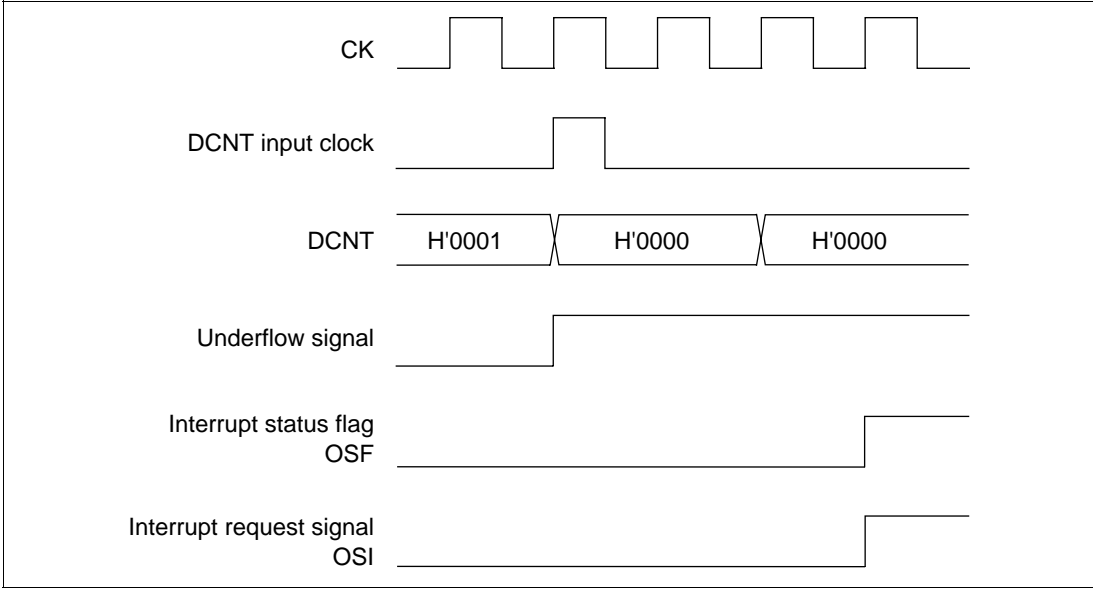 CK
DCNT input clock
DCNT H'0001 H'0000 H'0000
Underflow signal
Interrupt status flag
OSF
Interrupt request signal
OSI